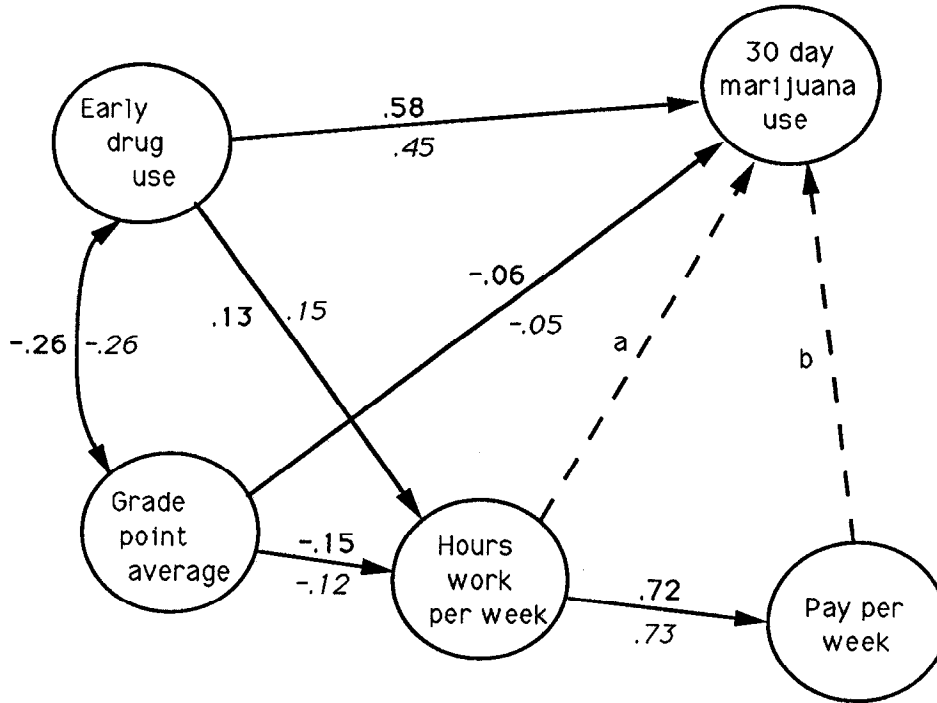 30 day
marijuana
use
Early
drug
use
.58
.45
-.06
-.05
.13 .15
-.26 -.26
a
b
Grade
point
average
-.15
-.12
Hours
work
per week
.72
.73
Pay per
week